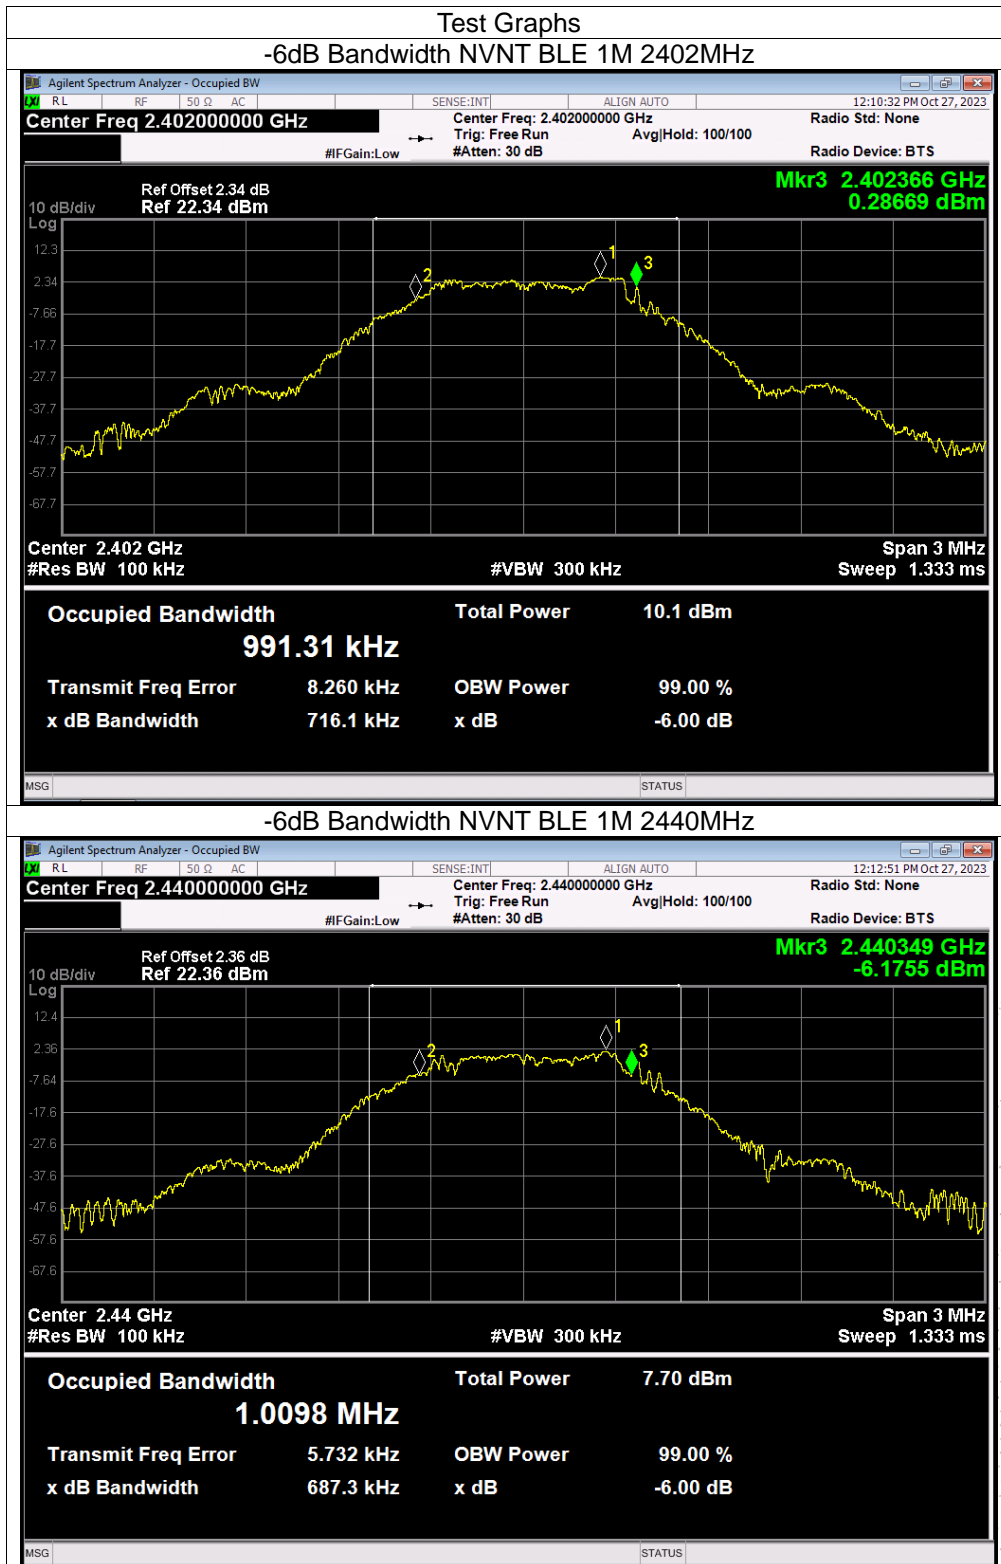 Test Graphs
-6dB Bandwidth NVNT BLE 1M 2402MHz
Agilent Spectrum Analyzer - Occupied BW
LXI RL RF 50 Ω AC SENSE:INT ALIGN AUTO 12:10:32 PM Oct 27, 2023
Center Freq 2.402000000 GHz Center Freq: 2.402000000 GHz Radio Std: None
Trig: Free Run Avg|Hold: 100/100
#IFGain:Low #Atten: 30 dB Radio Device: BTS
Mkr3 2.402366 GHz
Ref Offset 2.34 dB
0.28669 dBm
10 dB/div Ref 22.34 dBm
Log
12.3
2.34
-7.66
-17.7
-27.7
-37.7
-47.7
-57.7
-67.7
1
2
3
Center 2.402 GHz Span 3 MHz
#Res BW 100 kHz #VBW 300 kHz Sweep 1.333 ms
Occupied Bandwidth Total Power 10.1 dBm
991.31 kHz
Transmit Freq Error 8.260 kHz OBW Power 99.00 %
x dB Bandwidth 716.1 kHz x dB -6.00 dB
MSG STATUS
-6dB Bandwidth NVNT BLE 1M 2440MHz
Agilent Spectrum Analyzer - Occupied BW
LXI RL RF 50 Ω AC SENSE:INT ALIGN AUTO 12:12:51 PM Oct 27, 2023
Center Freq 2.440000000 GHz Center Freq: 2.440000000 GHz Radio Std: None
Trig: Free Run Avg|Hold: 100/100
#IFGain:Low #Atten: 30 dB Radio Device: BTS
Mkr3 2.440349 GHz
Ref Offset 2.36 dB
-6.1755 dBm
10 dB/div Ref 22.36 dBm
Log
12.4
2.36
-7.64
-17.6
-27.6
-37.6
-47.6
-57.6
-67.6
1
2
3
Center 2.44 GHz Span 3 MHz
#Res BW 100 kHz #VBW 300 kHz Sweep 1.333 ms
Occupied Bandwidth Total Power 7.70 dBm
1.0098 MHz
Transmit Freq Error 5.732 kHz OBW Power 99.00 %
x dB Bandwidth 687.3 kHz x dB -6.00 dB
MSG STATUS